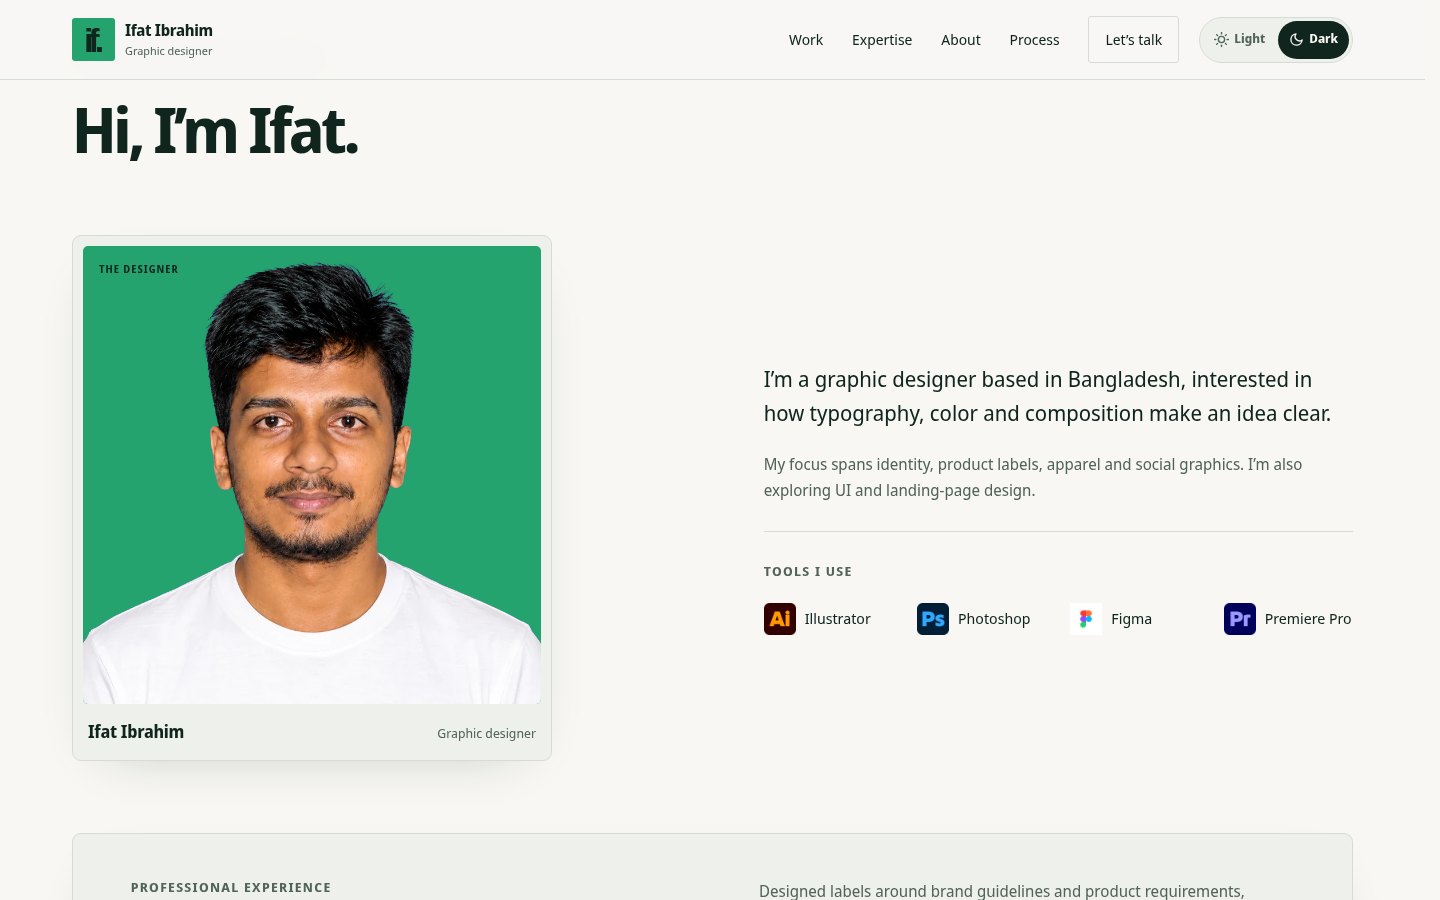 if.
Ifat Ibrahim
Graphic designer
Work
Expertise
About
Process
Let’s talk
Light
Dark
Hi, I’m Ifat.
THE DESIGNER
Ifat Ibrahim
Graphic designer
I’m a graphic designer based in Bangladesh, interested in
how typography, color and composition make an idea clear.
My focus spans identity, product labels, apparel and social graphics. I’m also
exploring UI and landing-page design.
TOOLS I USE
Ai
Illustrator
Ps
Photoshop
Figma
Pr
Premiere Pro
PROFESSIONAL EXPERIENCE
Designed labels around brand guidelines and product requirements,